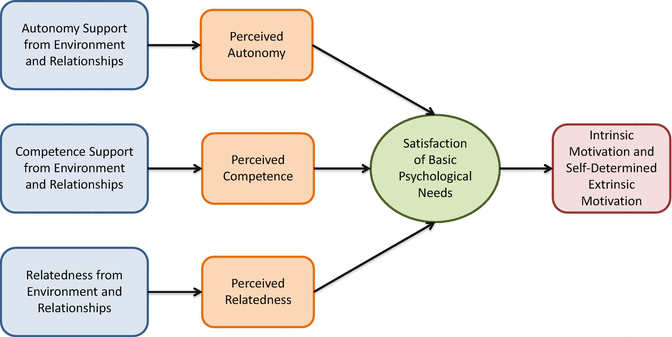 Autonomy Support
from Environment
and Relationships
Perceived
Autonomy
Competence Support
from Environment
and Relationships
Perceived
Competence
Satisfaction
of Basic
Psychological
Needs
Intrinsic
Motivation and
Self-Determined
Extrinsic
Motivation
Relatedness from
Environment and
Relationships
Perceived
Relatedness